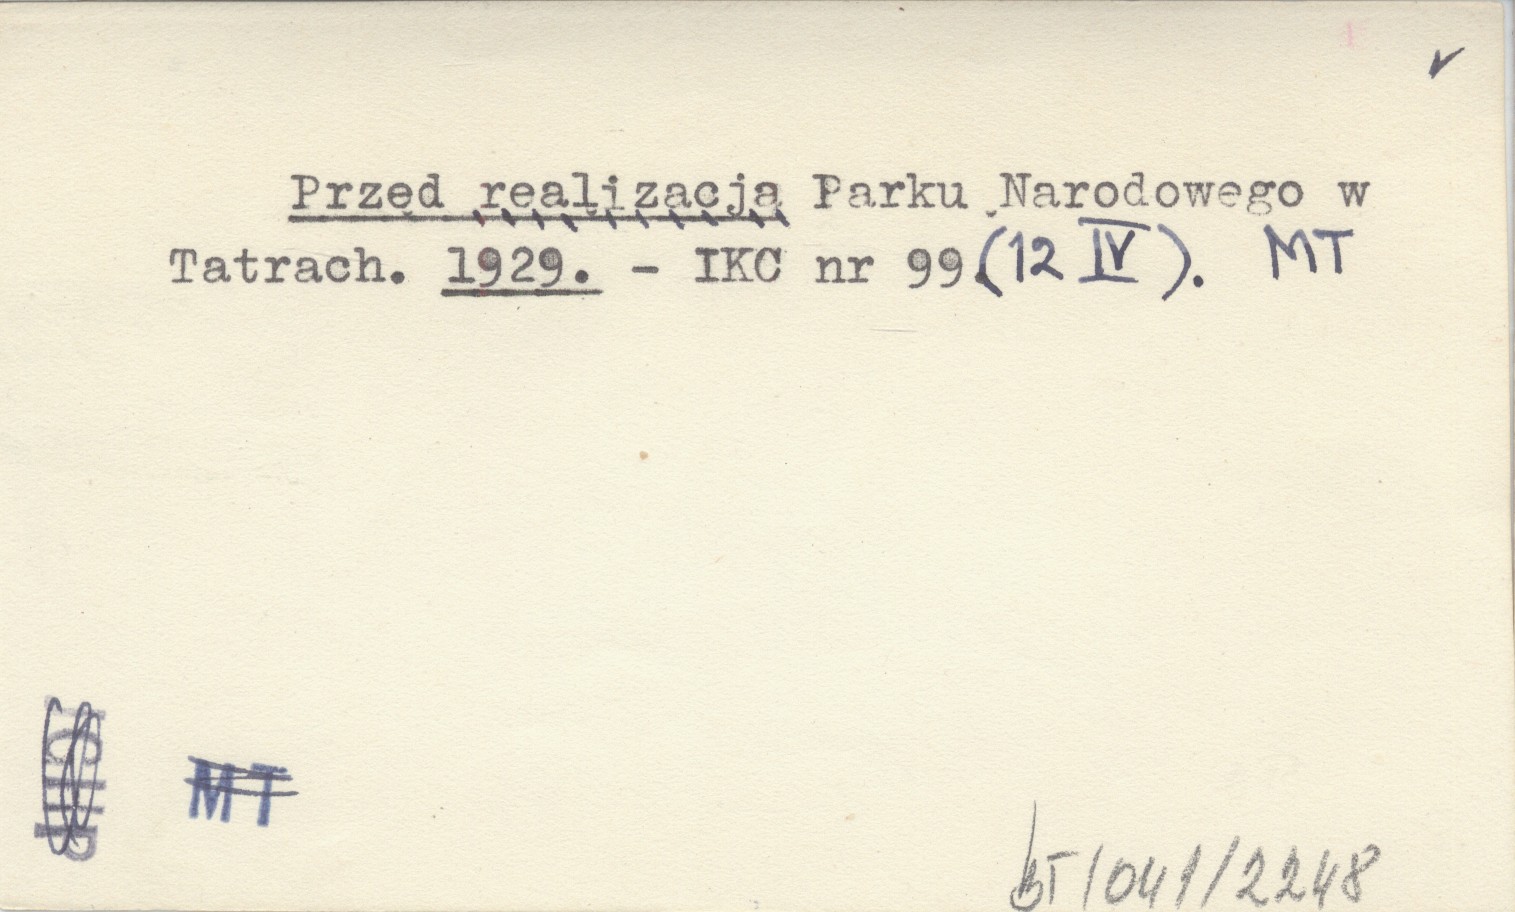 Przed realizacją Parku Narodowego w
Tatrach. 1929. - IKC nr 99.(12 IV). MT
MT
BT/041/2248